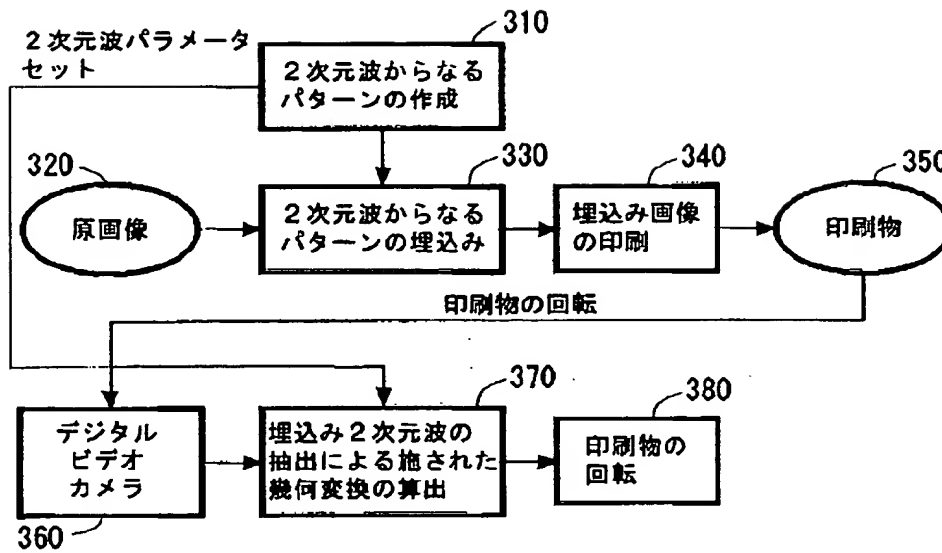 310
２次元波パラメータ
セット
２次元波からなる
パターンの作成
320
330
340
350
原画像
２次元波からなる
パターンの埋込み
埋込み画像
の印刷
印刷物
印刷物の回転
370
380
デジタル
ビデオ
カメラ
埋込み２次元波の
抽出による施された
幾何変換の算出
印刷物の
回転
360